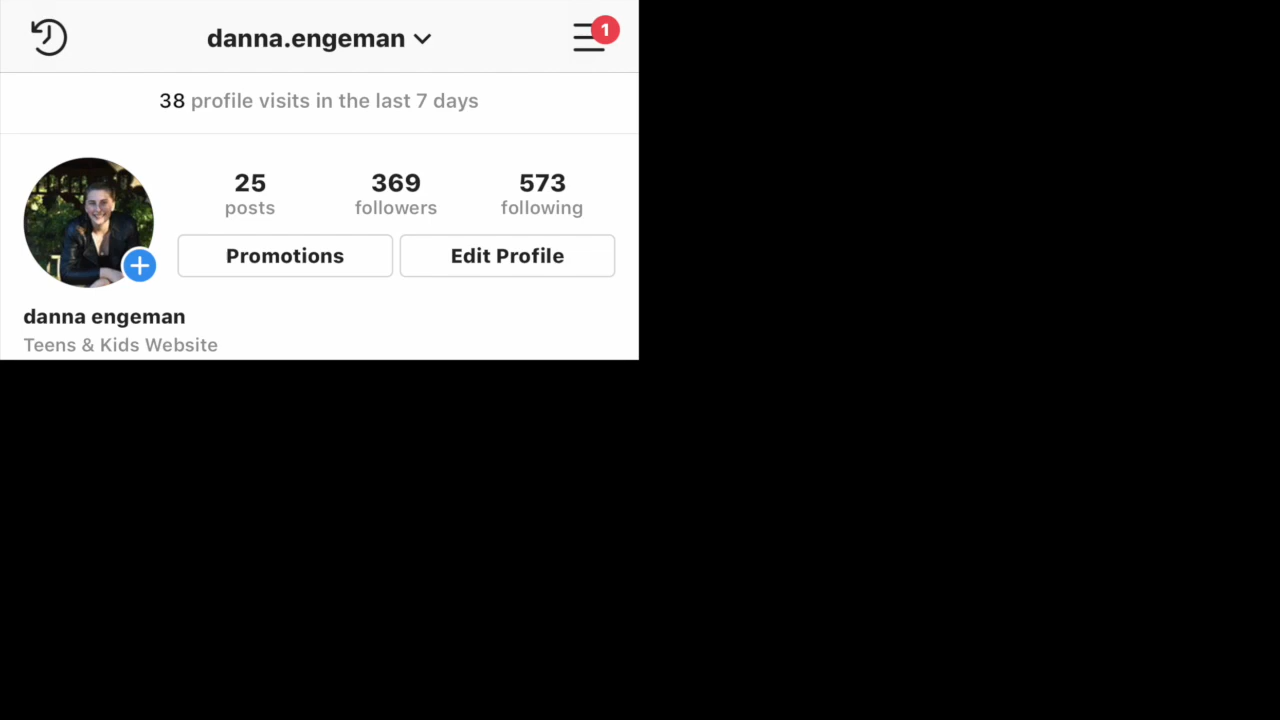 danna.engeman
1
38 profile visits in the last 7 days
25 369 573
posts followers following
Promotions Edit Profile
danna engeman
Teens & Kids Website